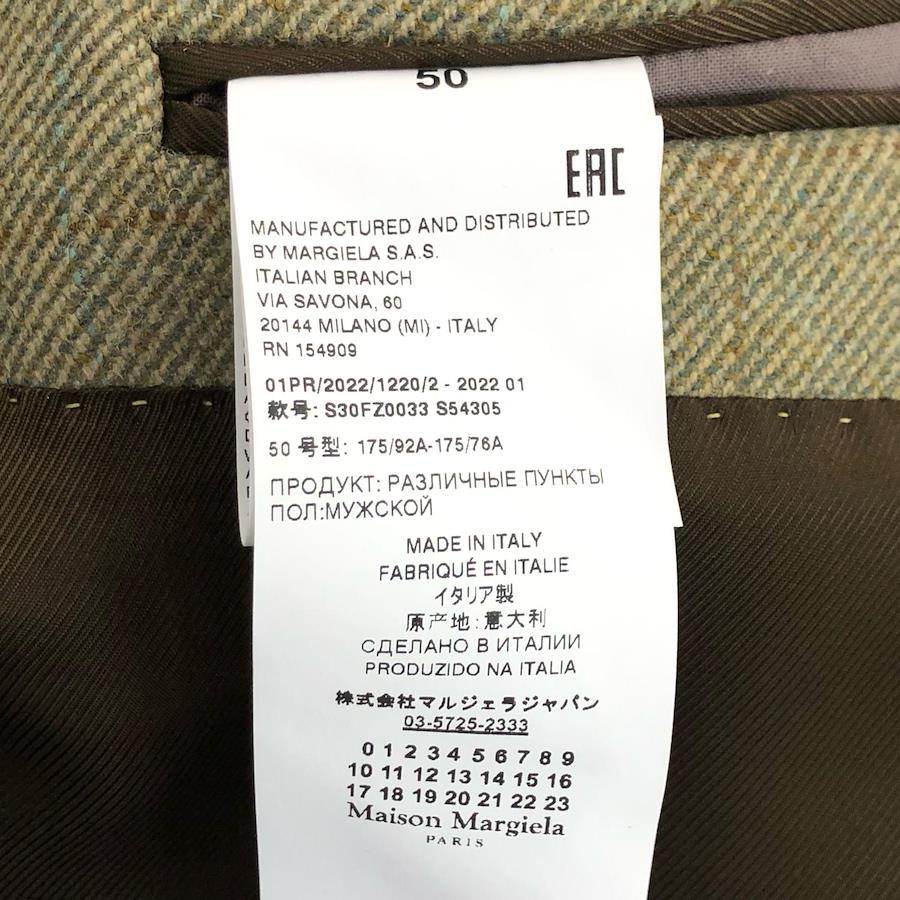 50
EAC
MANUFACTURED AND DISTRIBUTED
BY MARGIELA S.A.S.
ITALIAN BRANCH
VIA SAVONA, 60
20144 MILANO (MI) - ITALY
RN 154909
01PR/2022/1220/2 - 2022 01
款号: S30FZ0033 S54305
50 号型: 175/92A-175/76A
ПРОДУКТ: РАЗЛИЧНЫЕ ПУНКТЫ
ПОЛ:МУЖСКОЙ
MADE IN ITALY
FABRIQUÉ EN ITALIE
イタリア製
原产地:意大利
СДЕЛАНО В ИТАЛИИ
PRODUZIDO NA ITALIA
株式会社マルジェラジャパン
03-5725-2333
0 1 2 3 4 5 6 7 8 9
10 11 12 13 14 15 16
17 18 19 20 21 22 23
Maison Margiela
PARIS